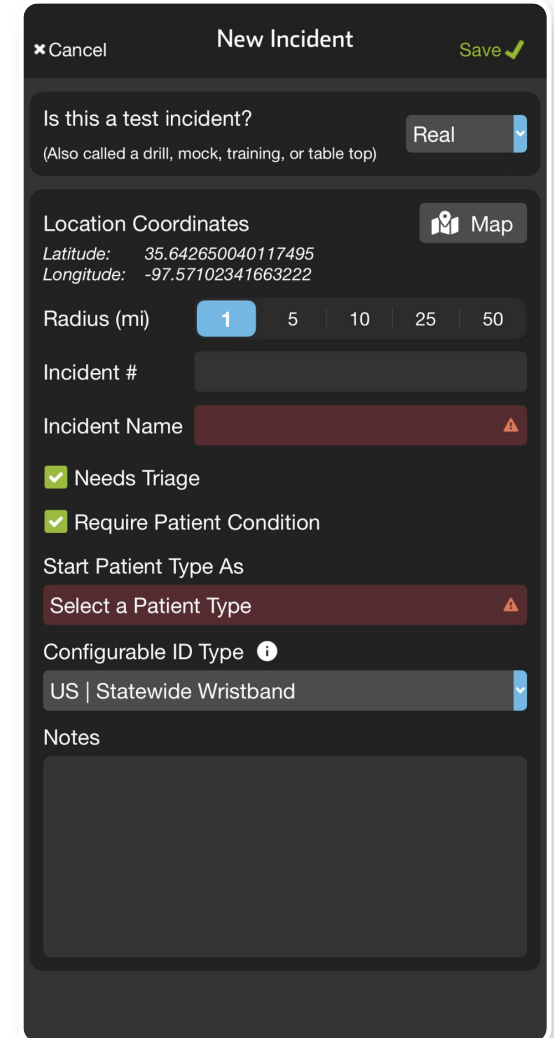 Cancel New Incident Save
Is this a test incident?
(Also called a drill, mock, training, or table top)
Real
Location Coordinates
Map
Latitude: 35.642650040117495
Longitude: -97.57102341663222
Radius (mi) 1 5 10 25 50
Incident #
Incident Name
Needs Triage
Require Patient Condition
Start Patient Type As
Select a Patient Type
Configurable ID Type
US | Statewide Wristband
Notes